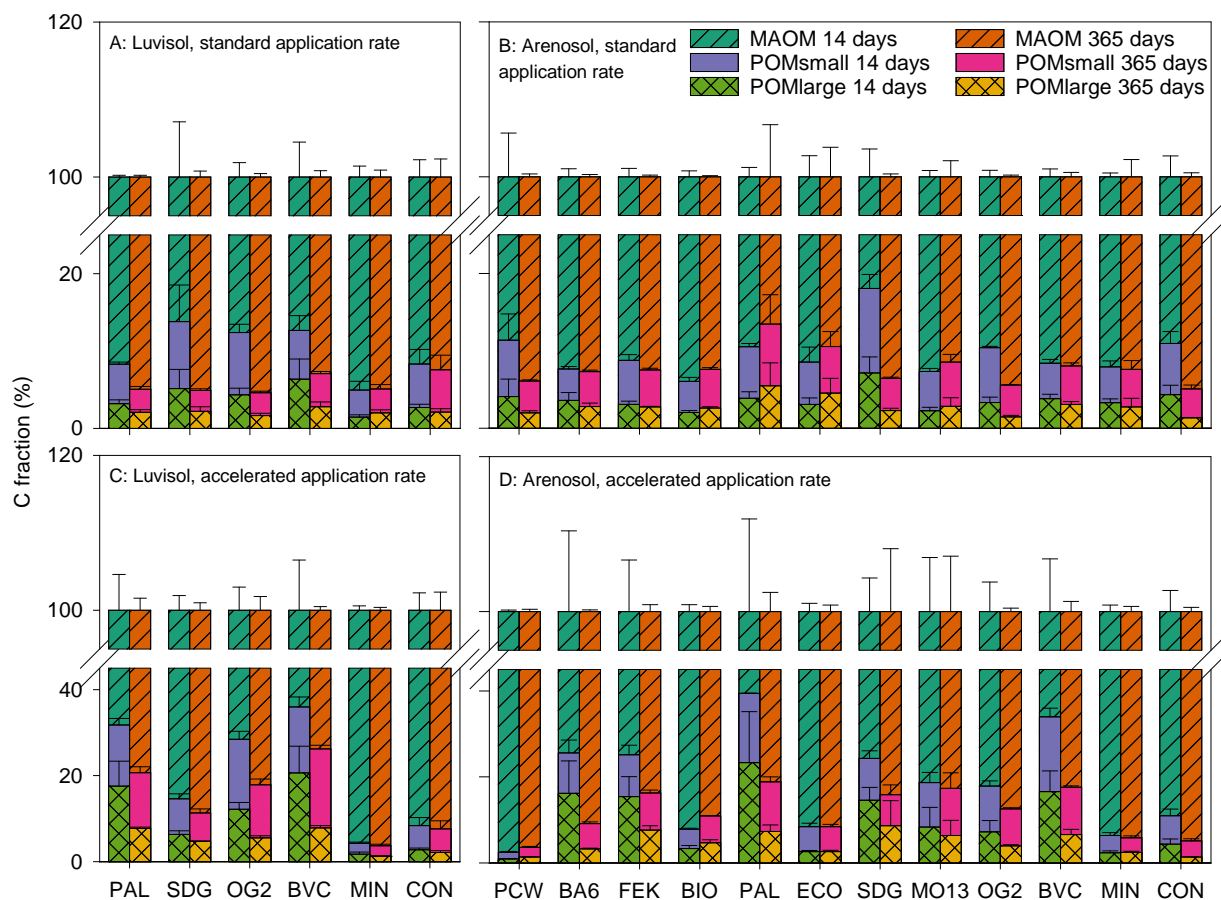 120
A: Luvisol, standard application rate
B: Arenosol, standard
application rate
MAOM 14 days
MAOM 365 days
POMsmall 14 days
POMsmall 365 days
POMlarge 14 days
POMlarge 365 days
100
20
0
C fraction (%)
120
C: Luvisol, accelerated application rate
D: Arenosol, accelerated application rate
100
40
20
0
PAL SDG OG2 BVC MIN CON PCW BA6 FEK BIO PAL ECO SDG MO13 OG2 BVC MIN CON